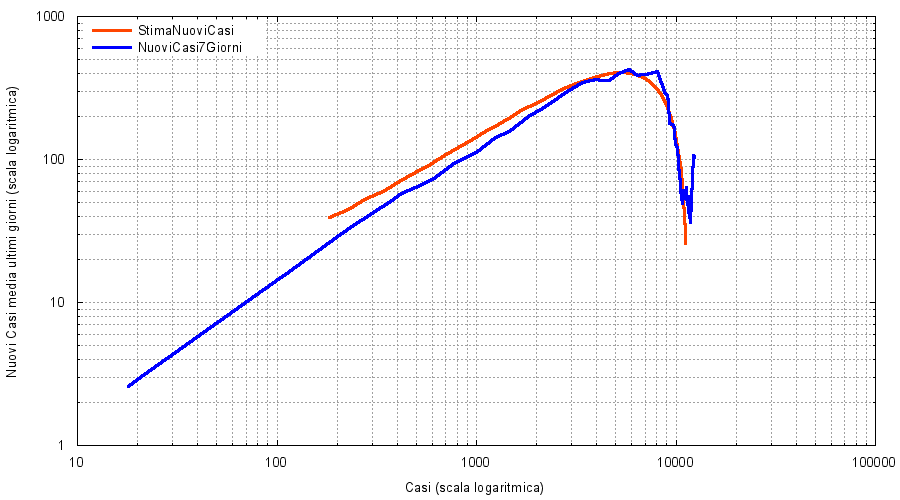 1000
StimaNuoviCasi
NuoviCasi7Giorni
100
10
1
10
100
1000
10000
100000
Nuovi Casi media ultimi giorni (scala logaritmica)
Casi (scala logaritmica)